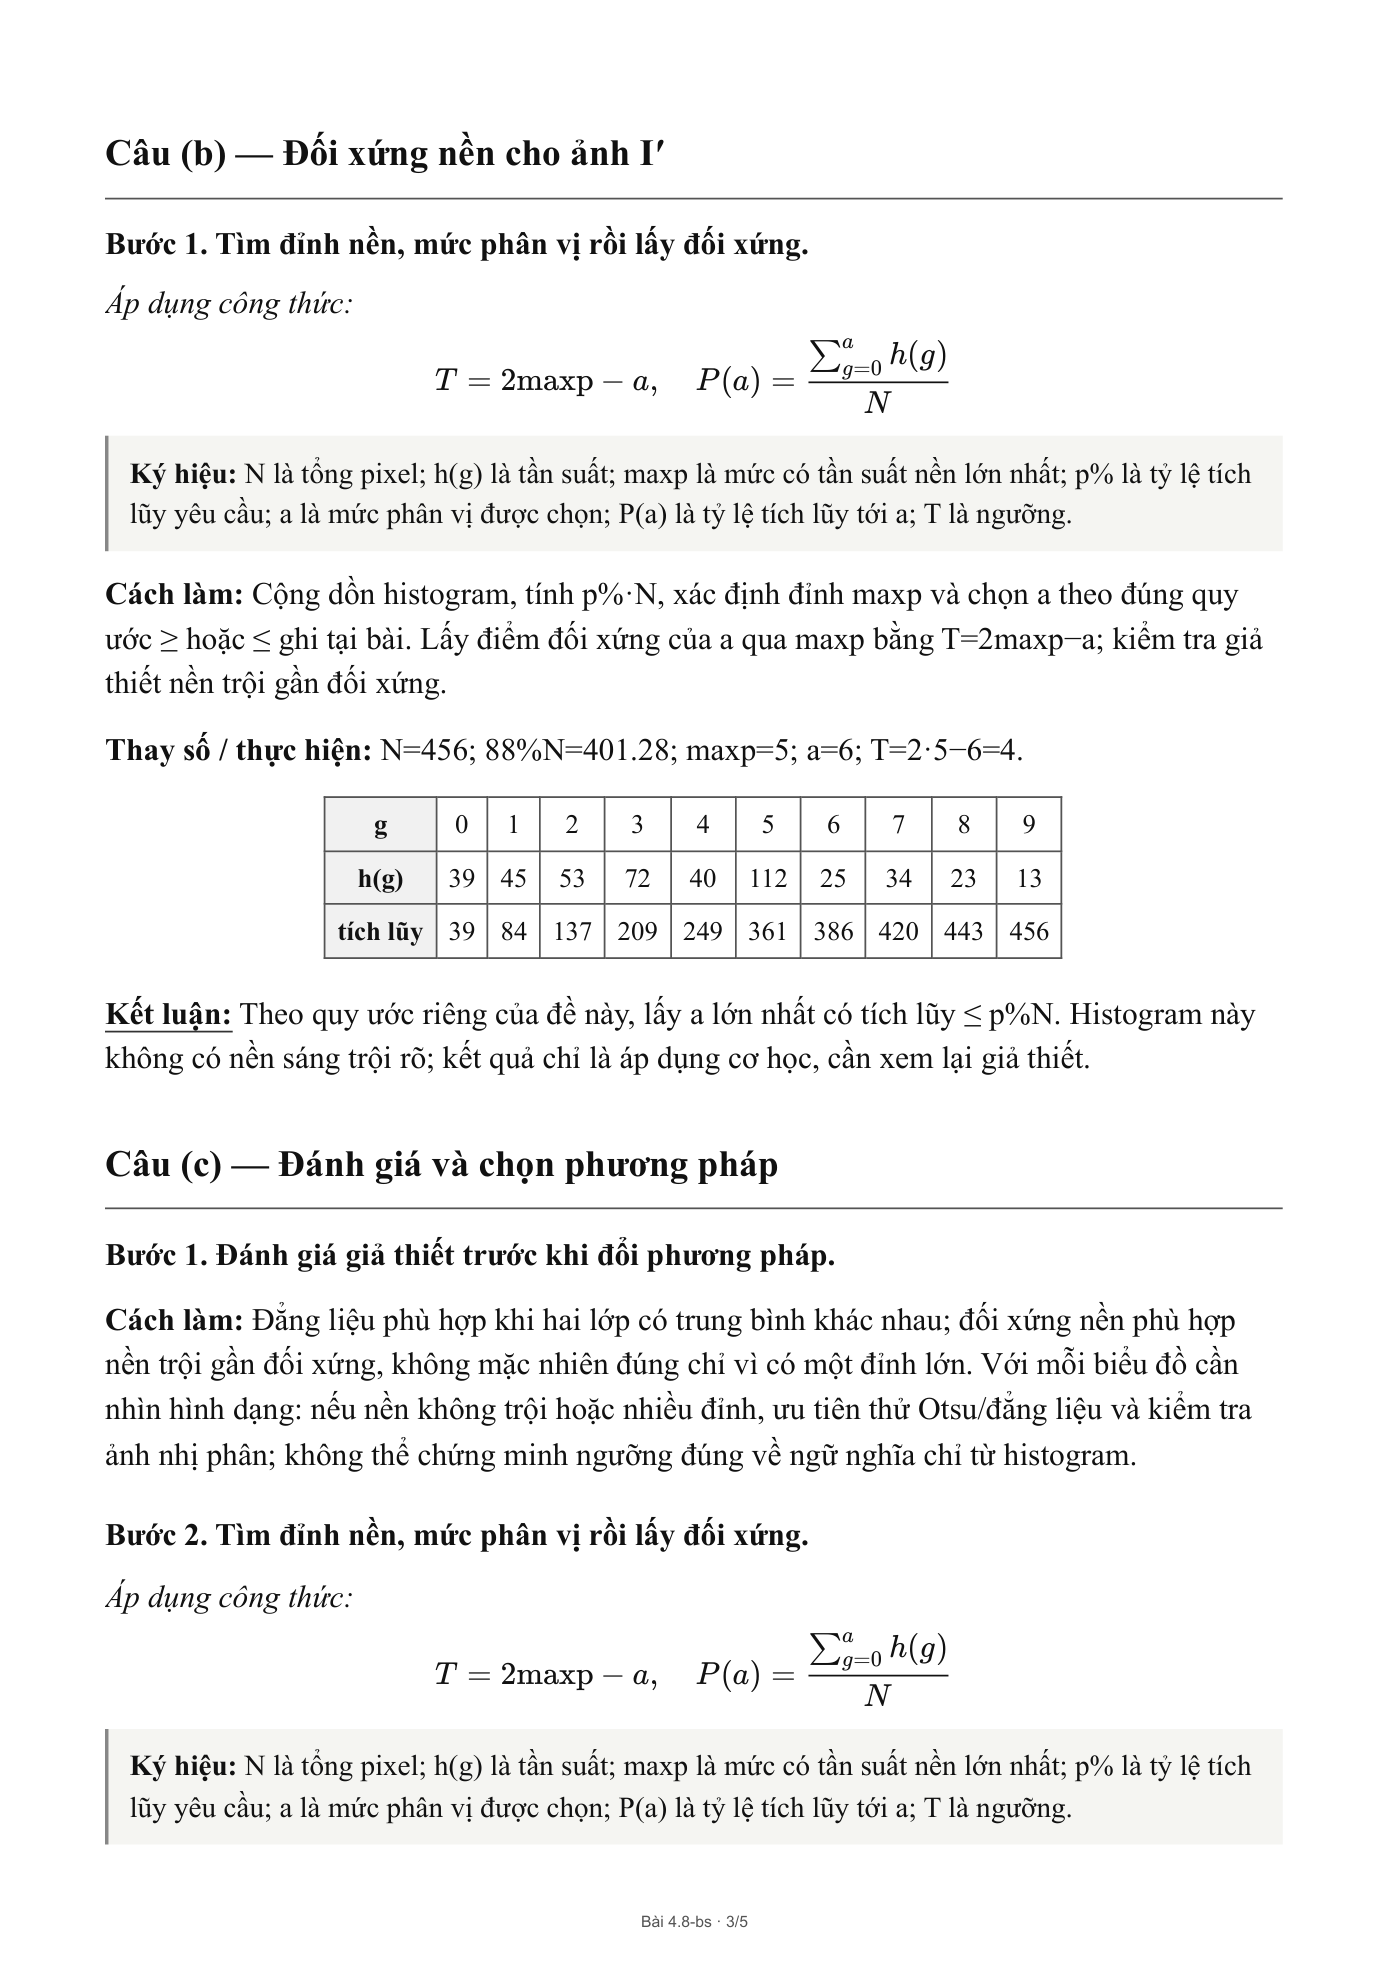 Câu (b) — Đối xứng nền cho ảnh I′
Bước 1. Tìm đỉnh nền, mức phân vị rồi lấy đối xứng.
Áp dụng công thức:
T = 2maxp − a, P(a) = ∑_{g=0}^{a} h(g) / N
Ký hiệu: N là tổng pixel; h(g) là tần suất; maxp là mức có tần suất nền lớn nhất; p% là tỷ lệ tích
lũy yêu cầu; a là mức phân vị được chọn; P(a) là tỷ lệ tích lũy tới a; T là ngưỡng.
Cách làm: Cộng dồn histogram, tính p%·N, xác định đỉnh maxp và chọn a theo đúng quy
ước ≥ hoặc ≤ ghi tại bài. Lấy điểm đối xứng của a qua maxp bằng T=2maxp−a; kiểm tra giả
thiết nền trội gần đối xứng.
Thay số / thực hiện: N=456; 88%N=401.28; maxp=5; a=6; T=2·5−6=4.
g 0 1 2 3 4 5 6 7 8 9
h(g) 39 45 53 72 40 112 25 34 23 13
tích lũy 39 84 137 209 249 361 386 420 443 456
Kết luận: Theo quy ước riêng của đề này, lấy a lớn nhất có tích lũy ≤ p%N. Histogram này
không có nền sáng trội rõ; kết quả chỉ là áp dụng cơ học, cần xem lại giả thiết.
Câu (c) — Đánh giá và chọn phương pháp
Bước 1. Đánh giá giả thiết trước khi đổi phương pháp.
Cách làm: Đẳng liệu phù hợp khi hai lớp có trung bình khác nhau; đối xứng nền phù hợp
nền trội gần đối xứng, không mặc nhiên đúng chỉ vì có một đỉnh lớn. Với mỗi biểu đồ cần
nhìn hình dạng: nếu nền không trội hoặc nhiều đỉnh, ưu tiên thử Otsu/đẳng liệu và kiểm tra
ảnh nhị phân; không thể chứng minh ngưỡng đúng về ngữ nghĩa chỉ từ histogram.
Bước 2. Tìm đỉnh nền, mức phân vị rồi lấy đối xứng.
Áp dụng công thức:
T = 2maxp − a, P(a) = ∑_{g=0}^{a} h(g) / N
Ký hiệu: N là tổng pixel; h(g) là tần suất; maxp là mức có tần suất nền lớn nhất; p% là tỷ lệ tích
lũy yêu cầu; a là mức phân vị được chọn; P(a) là tỷ lệ tích lũy tới a; T là ngưỡng.
Bài 4.8-bs · 3/5